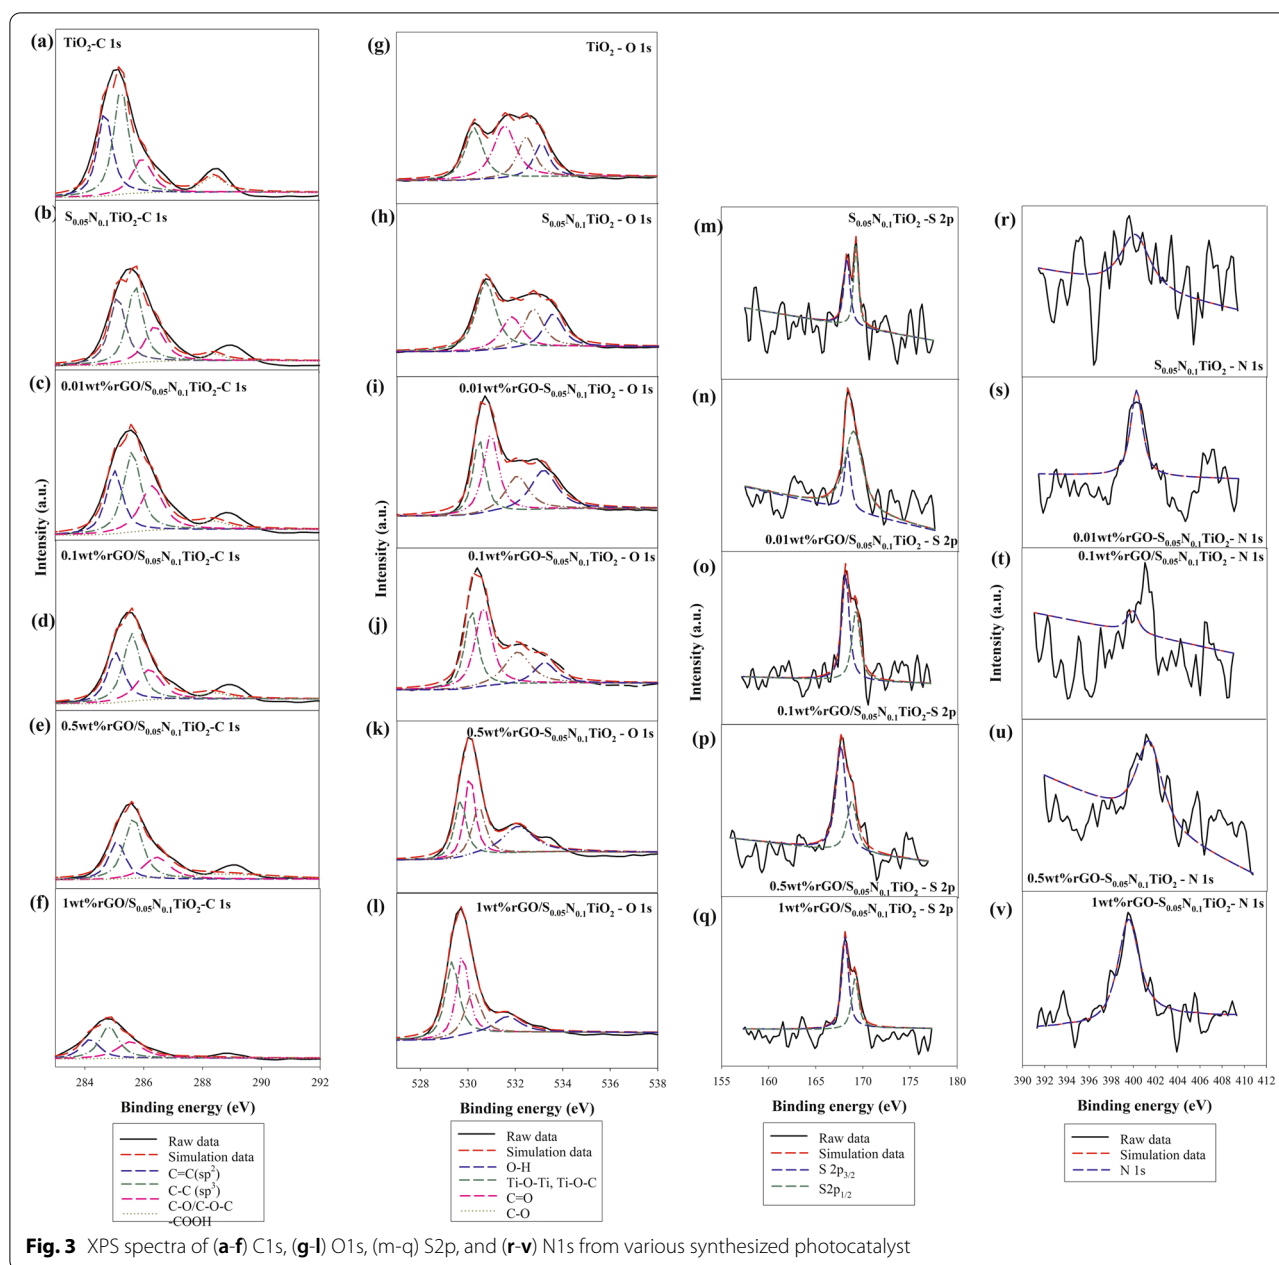 (a) TiO₂-C 1s
(b) S₀.₀₅N₀.₁TiO₂-C 1s
(c) 0.01wt%rGO/S₀.₀₅N₀.₁TiO₂-C 1s
0.1wt%rGO/S₀.₀₅N₀.₁TiO₂-C 1s
(d)
(e) 0.5wt%rGO/S₀.₀₅N₀.₁TiO₂-C 1s
(f) 1wt%rGO/S₀.₀₅N₀.₁TiO₂-C 1s
Intensity (a.u.)
284 286 288 290 292
Binding energy (eV)
Raw data
Simulation data
C=C(sp²)
C-C (sp³)
C-O/C-O-C
-COOH
(g) TiO₂ - O 1s
(h) S₀.₀₅N₀.₁TiO₂ - O 1s
(i) 0.01wt%rGO-S₀.₀₅N₀.₁TiO₂ - O 1s
0.1wt%rGO-S₀.₀₅N₀.₁TiO₂ - O 1s
(j)
(k) 0.5wt%rGO-S₀.₀₅N₀.₁TiO₂ - O 1s
(l) 1wt%rGO/S₀.₀₅N₀.₁TiO₂ - O 1s
Intensity (a.u.)
528 530 532 534 536 538
Binding energy (eV)
Raw data
Simulation data
O-H
Ti-O-Ti, Ti-O-C
C=O
C-O
(m) S₀.₀₅N₀.₁TiO₂ -S 2p
(n)
0.01wt%rGO/S₀.₀₅N₀.₁TiO₂ - S 2p
(o)
0.1wt%rGO/S₀.₀₅N₀.₁TiO₂-S 2p
(p)
0.5wt%rGO/S₀.₀₅N₀.₁TiO₂ - S 2p
(q) 1wt%rGO/S₀.₀₅N₀.₁TiO₂ - S 2p
Intensity (a.u.)
155 160 165 170 175 180
Binding energy (eV)
Raw data
Simulation data
S 2p₃/₂
S2p₁/₂
(r)
S₀.₀₅N₀.₁TiO₂ - N 1s
(s)
0.01wt%rGO-S₀.₀₅N₀.₁TiO₂- N 1s
(t) 0.1wt%rGO/S₀.₀₅N₀.₁TiO₂ - N 1s
(u)
0.5wt%rGO-S₀.₀₅N₀.₁TiO₂ - N 1s
(v) 1wt%rGO-S₀.₀₅N₀.₁TiO₂- N 1s
Intensity (a.u.)
390 392 394 396 398 400 402 404 406 408 410 412
Binding energy (eV)
Raw data
Simulation data
N 1s
Fig. 3 XPS spectra of (a-f) C1s, (g-l) O1s, (m-q) S2p, and (r-v) N1s from various synthesized photocatalyst